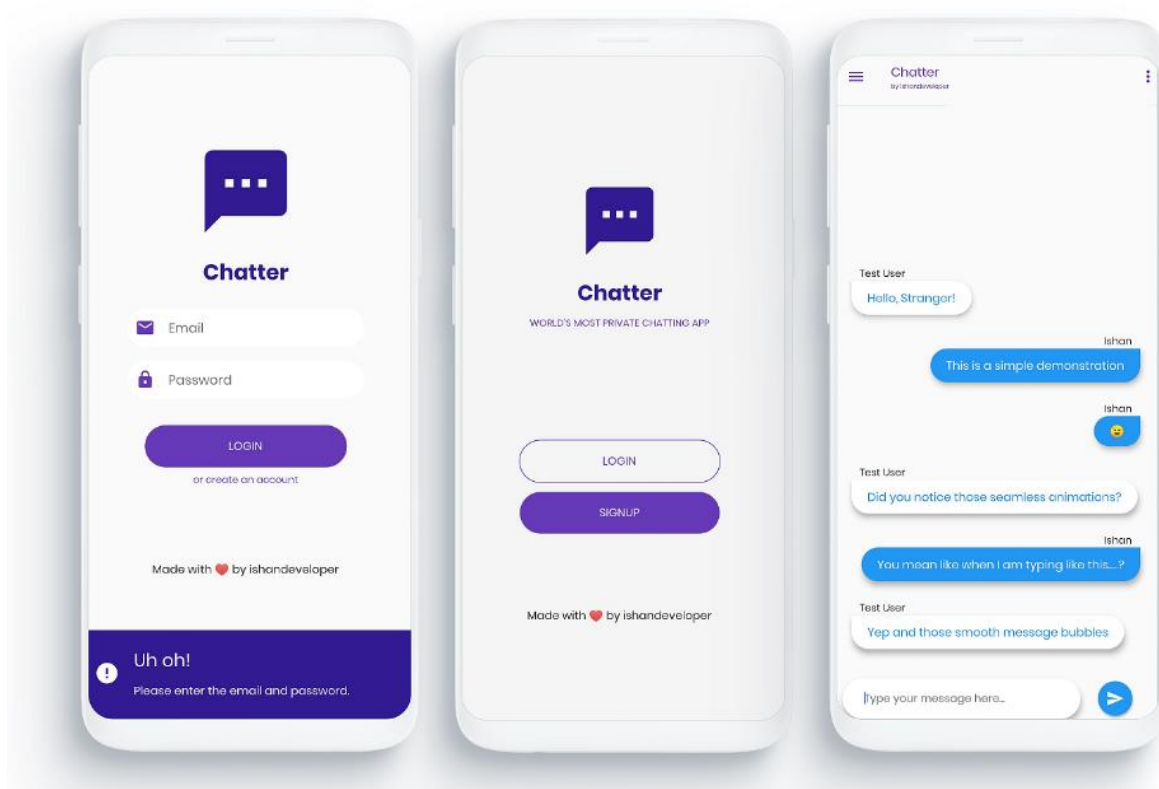 Chatter
Email
Password
LOGIN
or create an account
Made with ❤ by ishandeveloper
Uh oh!
Please enter the email and password.
Chatter
WORLD'S MOST PRIVATE CHATTING APP
LOGIN
SIGNUP
Made with ❤ by ishandeveloper
Chatter
by ishandeveloper
Test User
Hello, Stranger!
Ishan
This is a simple demonstration
Ishan
😉
Test User
Did you notice those seamless animations?
Ishan
You mean like when I am typing like this....?
Test User
Yep and those smooth message bubbles
Type your message here...